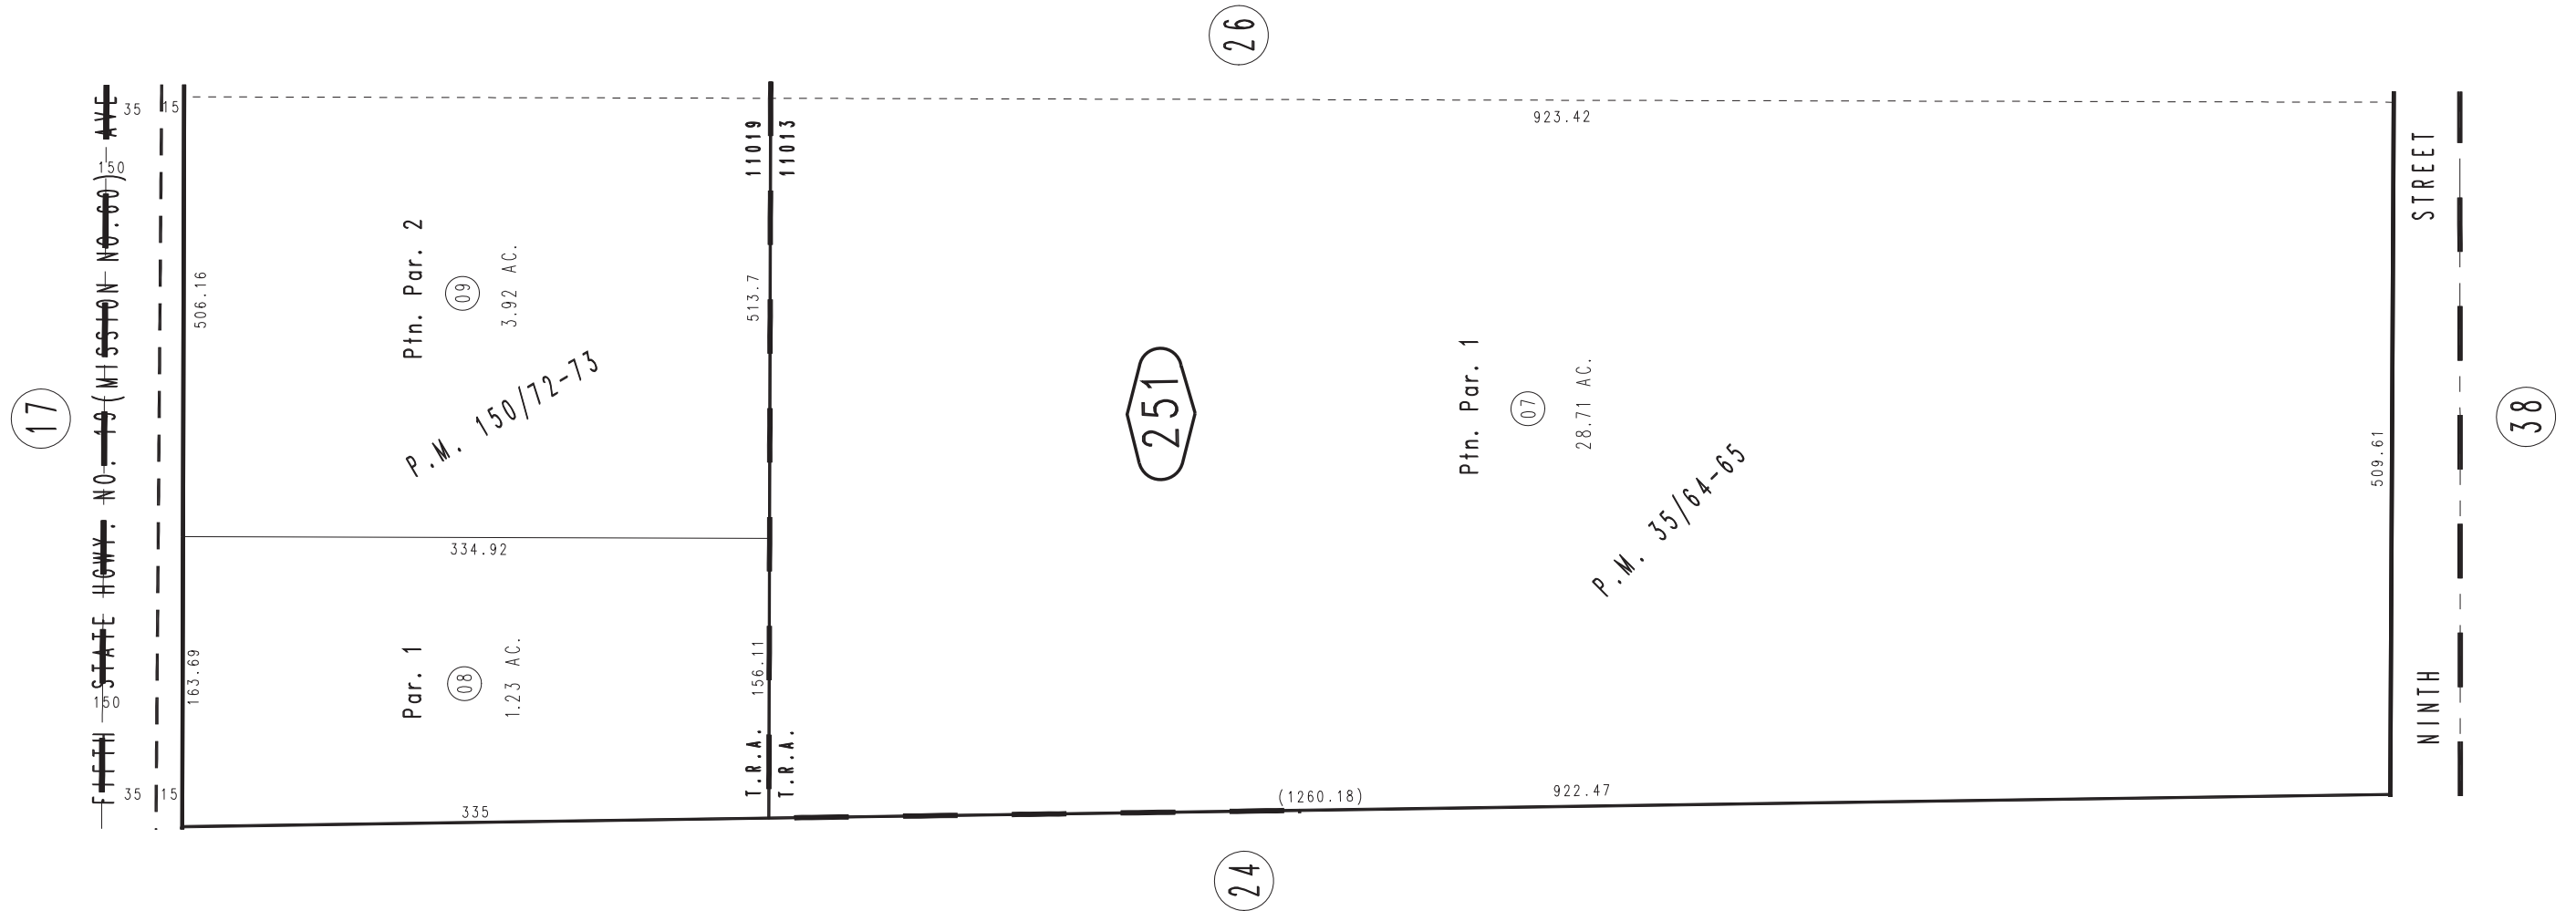 26
17
FIFTH STATE HGWY. NO. 19 (MISSION NO.60) AVE
35
15
150
506.16
Ptn. Par. 2
09
3.92 AC.
P.M. 150/72-73
513.7
11019
11013
923.42
334.92
163.69
Par. 1
08
1.23 AC.
156.11
T.R.A.
T.R.A.
150
35
15
335
251
Ptn. Par. 1
07
28.71 AC.
P.M. 35/64-65
(1260.18)
922.47
509.61
NINTH STREET
38
24